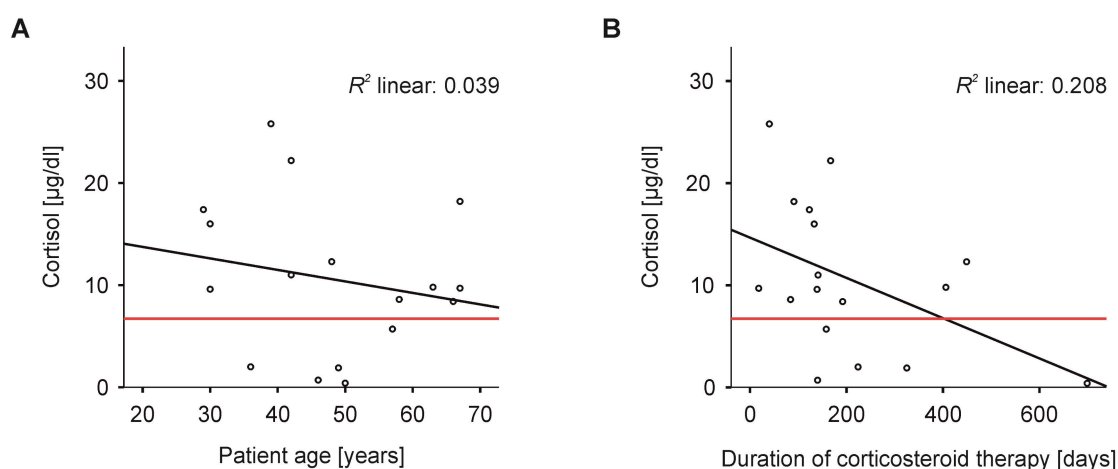 A
R² linear: 0.039
Cortisol [µg/dl]
30
20
10
0
20 30 40 50 60 70
Patient age [years]
B
R² linear: 0.208
Cortisol [µg/dl]
30
20
10
0
0 200 400 600
Duration of corticosteroid therapy [days]